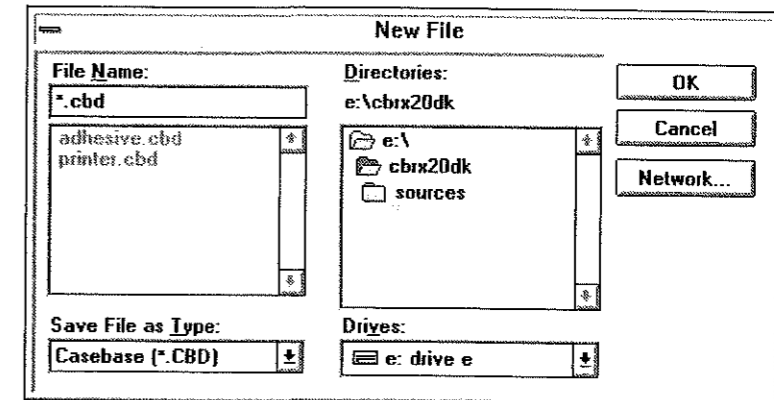 New File
File Name:
*.cbd
adhesive.cbd
printer.cbd
Save File as Type:
Casebase (*.CBD)
Directories:
e:\cbrx20dk
e:\
cbrx20dk
sources
Drives:
e: drive e
OK
Cancel
Network...